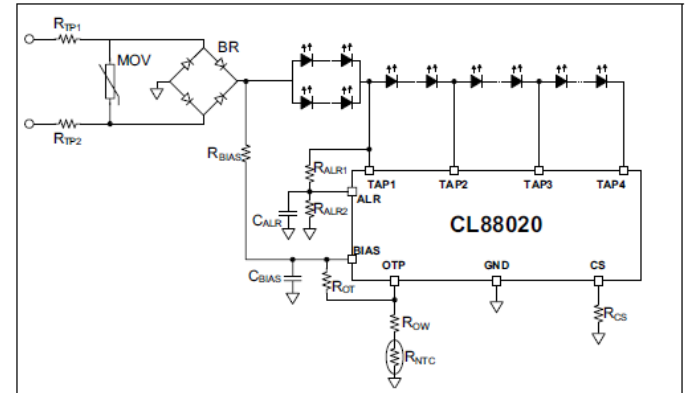 RTP1
MOV
BR
RTP2
RBIAS
RALR1
TAP1 TAP2 TAP3 TAP4
ALR
CALR
RALR2
CL88020
BIAS
OTP GND CS
CBIAS
ROT
RCS
ROW
RNTC